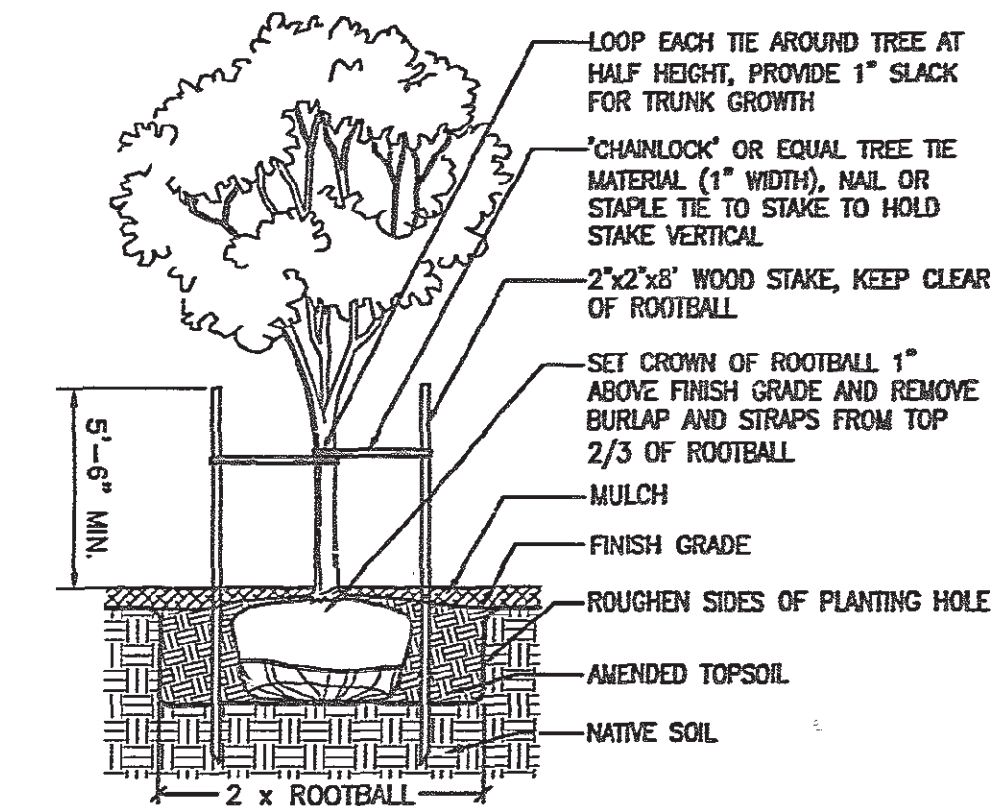 LOOP EACH TIE AROUND TREE AT
HALF HEIGHT, PROVIDE 1" SLACK
FOR TRUNK GROWTH
"CHAINLOCK" OR EQUAL TREE TIE
MATERIAL (1" WIDTH), NAIL OR
STAPLE TIE TO STAKE TO HOLD
STAKE VERTICAL
2"x2"x8' WOOD STAKE, KEEP CLEAR
OF ROOTBALL
SET CROWN OF ROOTBALL 1"
ABOVE FINISH GRADE AND REMOVE
BURLAP AND STRAPS FROM TOP
2/3 OF ROOTBALL
5'-6" MIN.
MULCH
FINISH GRADE
ROUGHEN SIDES OF PLANTING HOLE
AMENDED TOPSOIL
NATIVE SOIL
2 x ROOTBALL